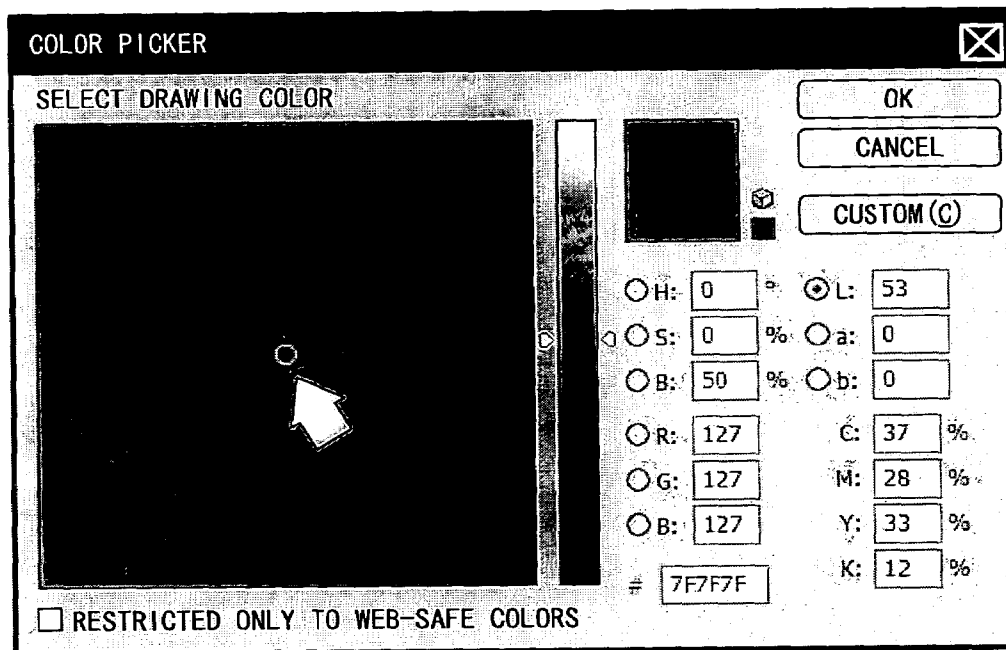 COLOR PICKER
SELECT DRAWING COLOR
OK
CANCEL
CUSTOM(C)
H: 0 °
L: 53
S: 0 %
a: 0
B: 50 %
b: 0
R: 127
C: 37 %
G: 127
M: 28 %
B: 127
Y: 33 %
# 7F7F7F
K: 12 %
RESTRICTED ONLY TO WEB-SAFE COLORS